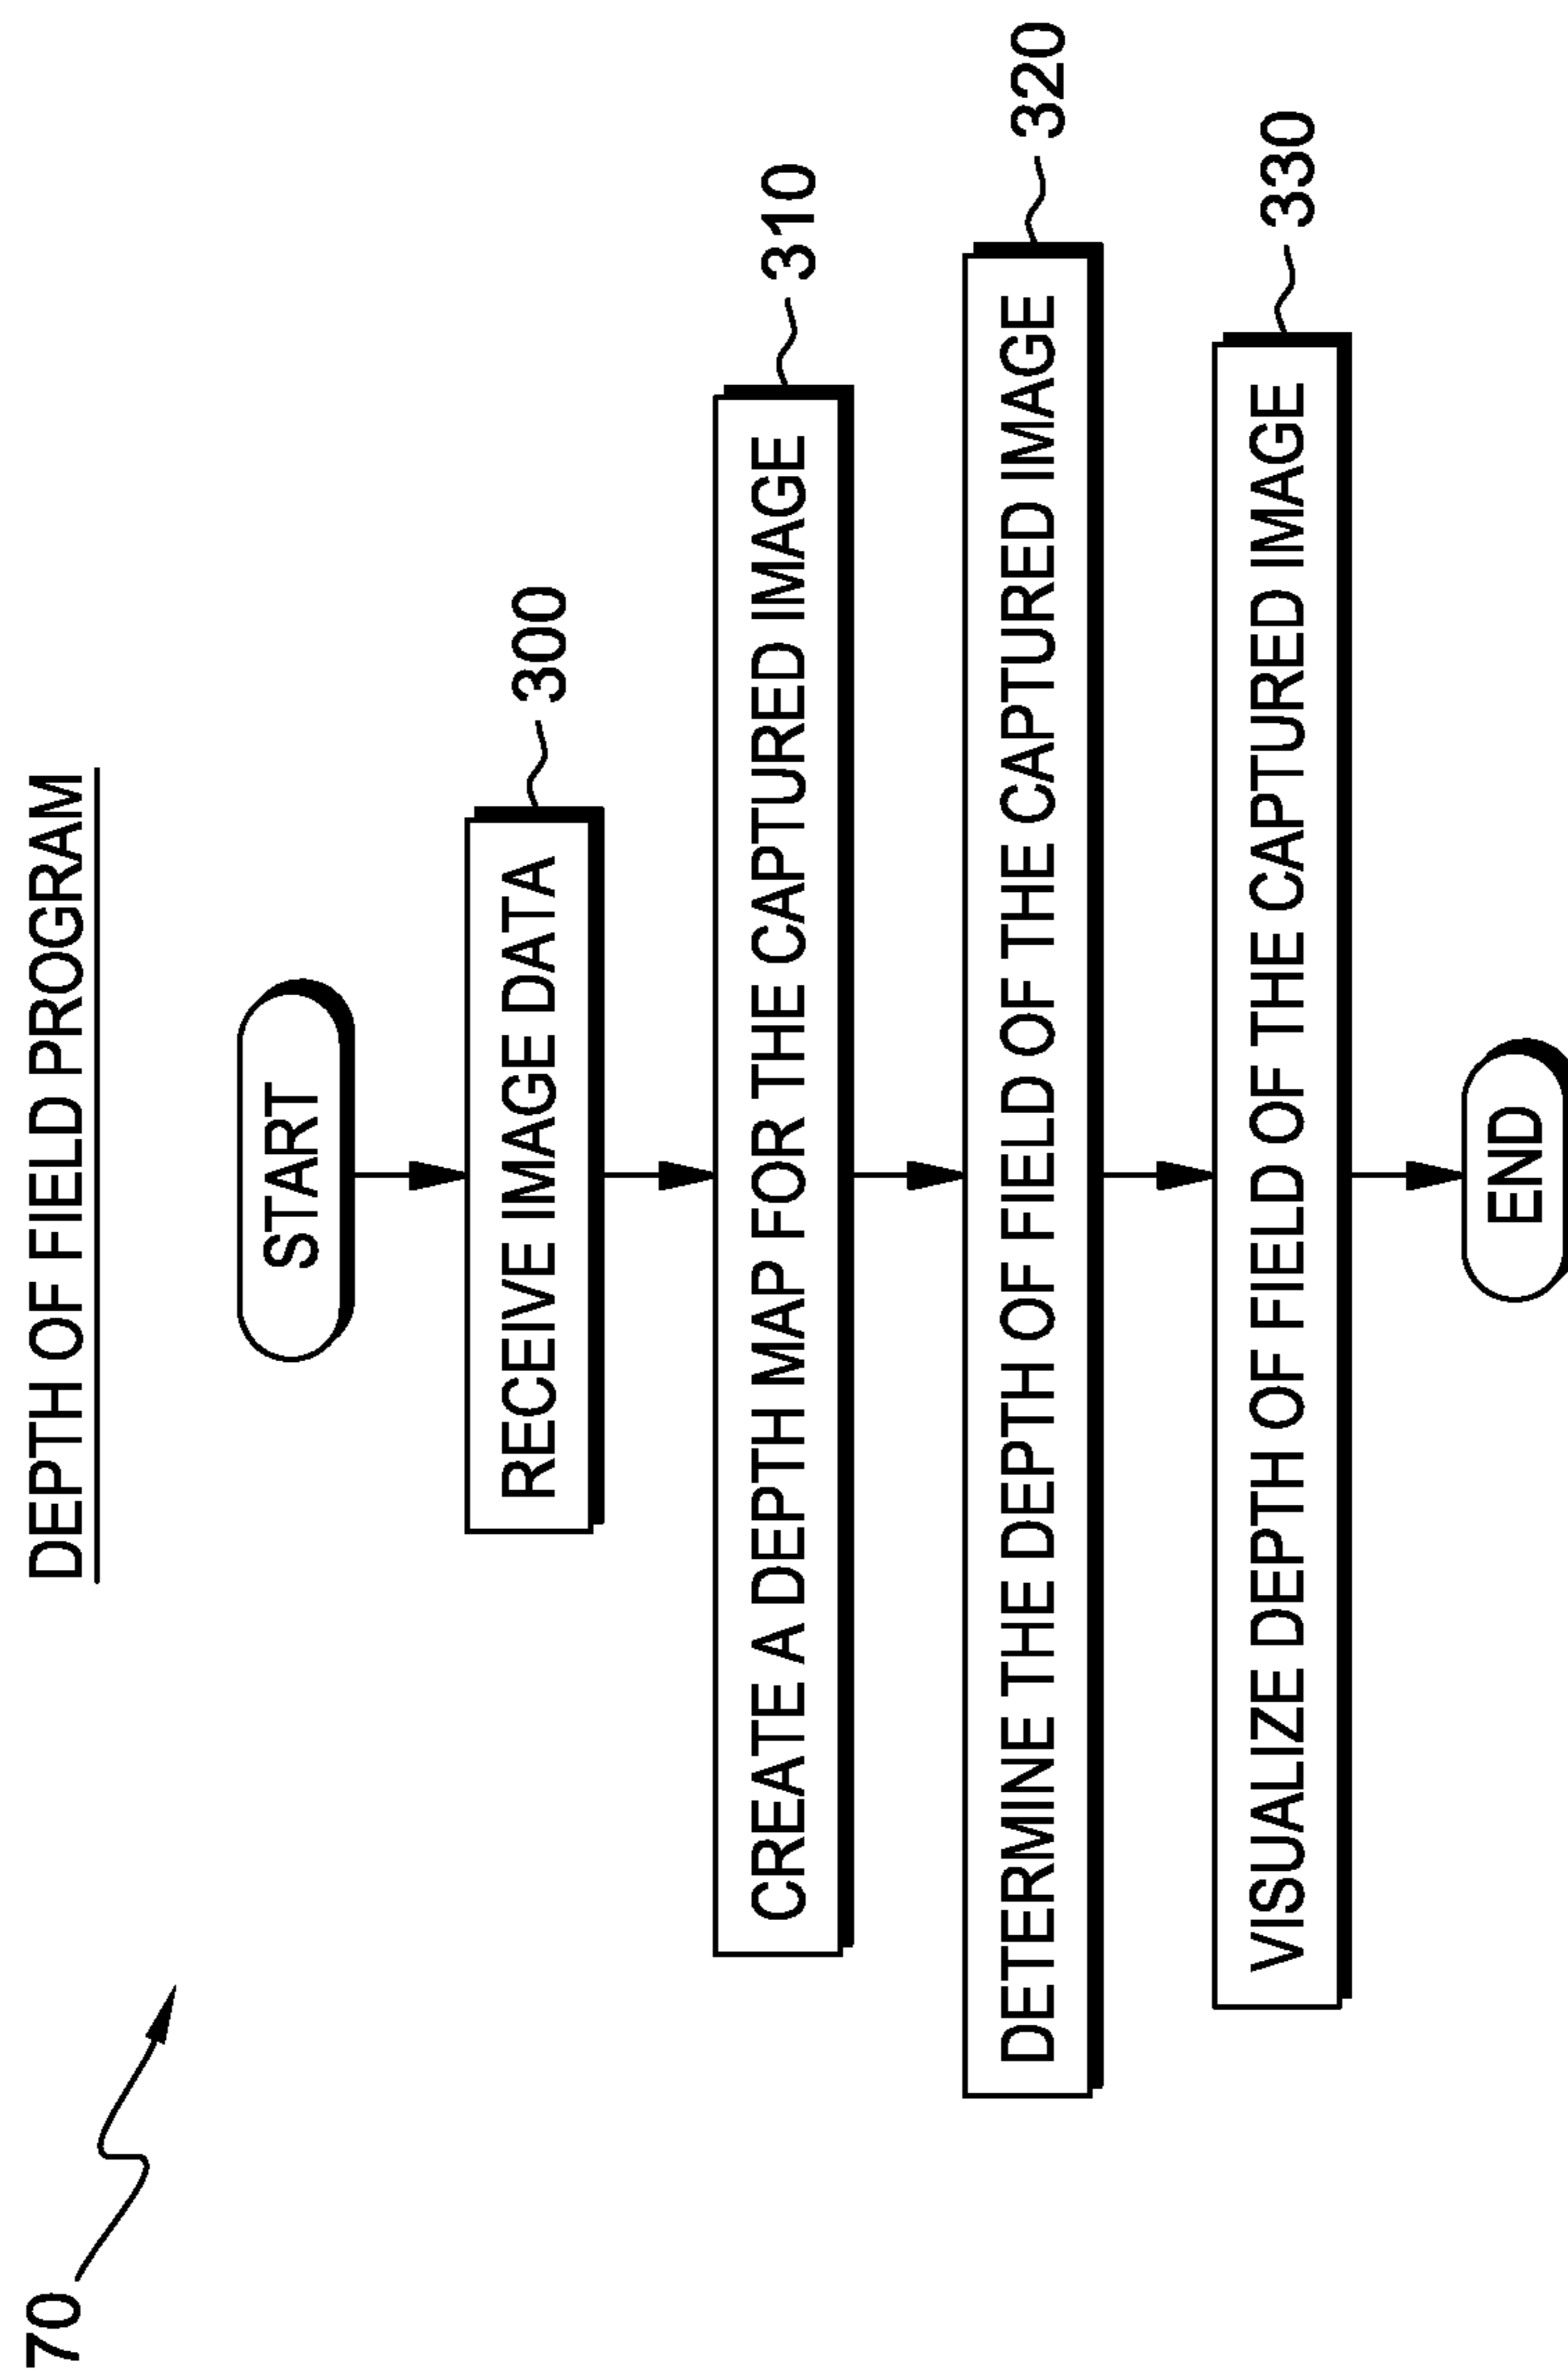 70
DEPTH OF FIELD PROGRAM
START
RECEIVE IMAGE DATA
300
CREATE A DEPTH MAP FOR THE CAPTURED IMAGE
310
DETERMINE THE DEPTH OF FIELD OF THE CAPTURED IMAGE
320
VISUALIZE DEPTH OF FIELD OF THE CAPTURED IMAGE
330
END